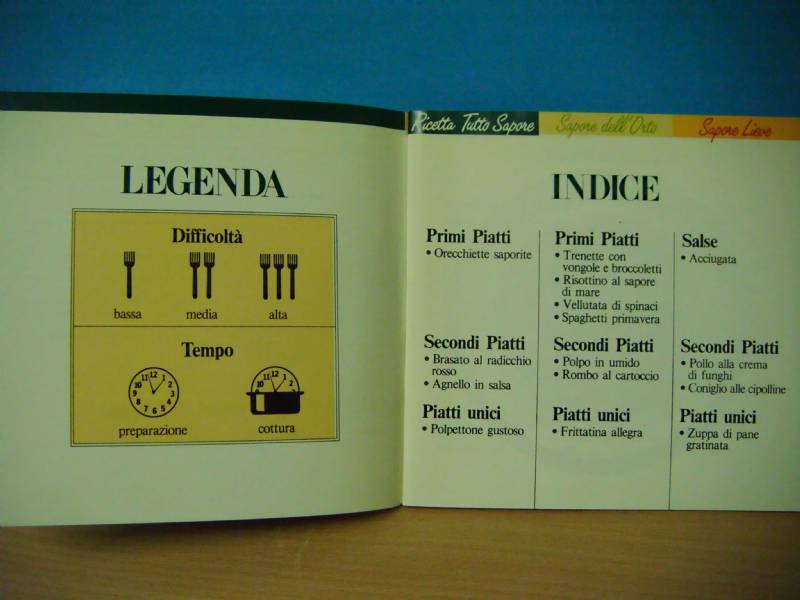 LEGENDA
Difficoltà
bassa
media
alta
Tempo
preparazione
cottura
Ricetta Tutto Sapore
Sapore dell'Orto
Sapore Lieve
INDICE
Primi Piatti
• Orecchiette saporite
Secondi Piatti
• Brasato al radicchio
rosso
• Agnello in salsa
Piatti unici
• Polpettone gustoso
Primi Piatti
• Trenette con
vongole e broccoletti
• Risottino al sapore
di mare
• Vellutata di spinaci
• Spaghetti primavera
Secondi Piatti
• Polpo in umido
• Rombo al cartoccio
Piatti unici
• Frittatina allegra
Salse
• Acciugata
Secondi Piatti
• Pollo alla crema
di funghi
• Coniglio alle cipolline
Piatti unici
• Zuppa di pane
gratinata